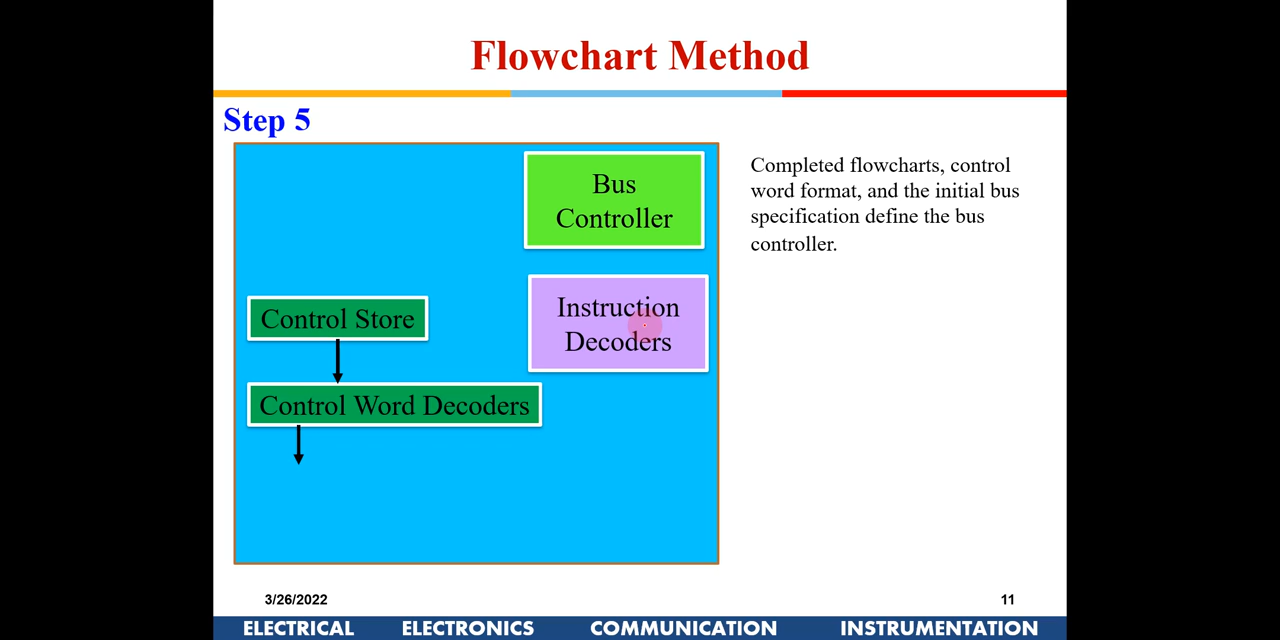 Flowchart Method
Step 5
Bus
Controller
Instruction
Decoders
Control Store
Control Word Decoders
Completed flowcharts, control
word format, and the initial bus
specification define the bus
controller.
3/26/2022
11
ELECTRICAL ELECTRONICS COMMUNICATION INSTRUMENTATION